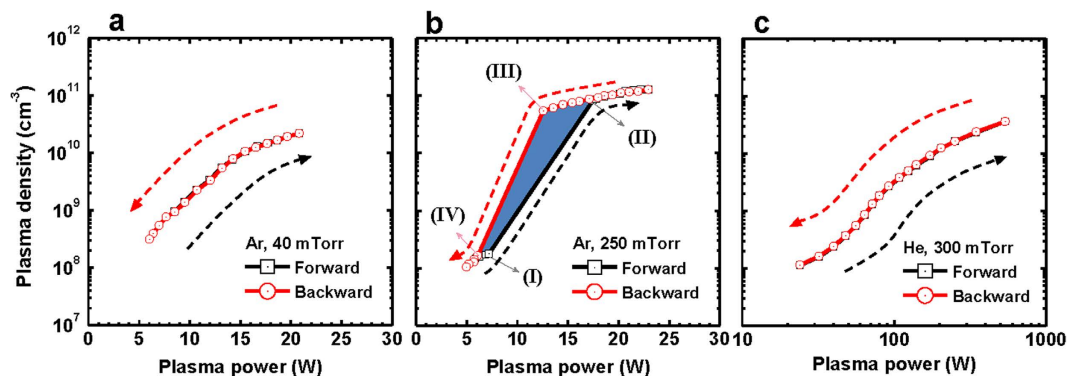 a
b
c
Plasma density (cm-3)
10^12
10^11
10^10
10^9
10^8
10^7
Ar, 40 mTorr
Forward
Backward
0 5 10 15 20 25 30
Plasma power (W)
(III)
(II)
(IV)
(I)
Ar, 250 mTorr
Forward
Backward
0 5 10 15 20 25 30
Plasma power (W)
He, 300 mTorr
Forward
Backward
10 100 1000
Plasma power (W)